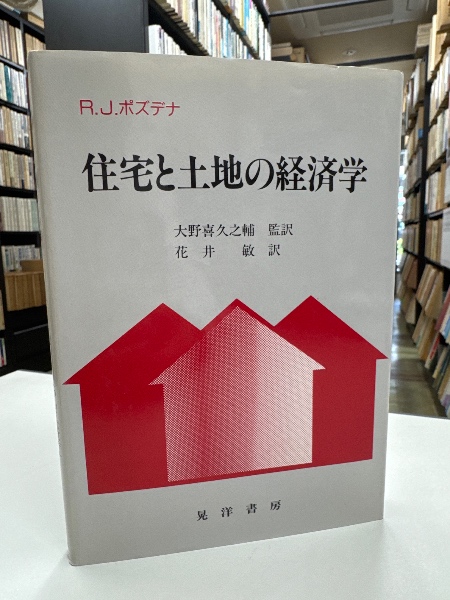 R.J.ポズデナ
住宅と土地の経済学
大野喜久之輔 監訳
花井 敏 訳
晃洋書房